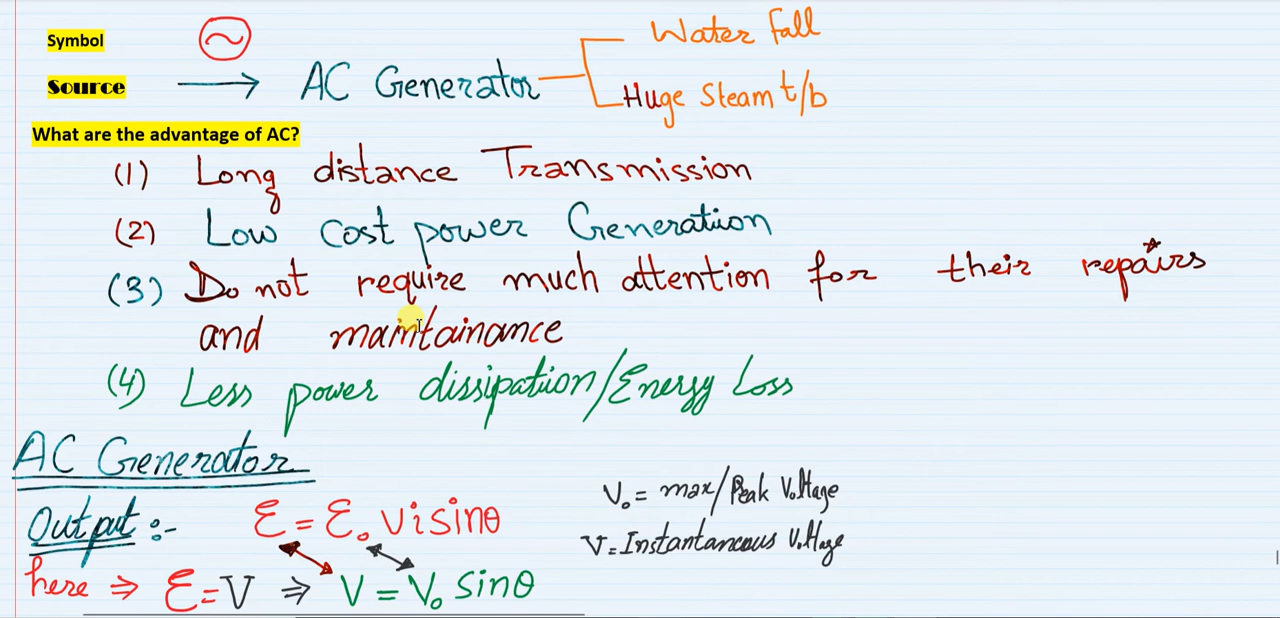 Symbol
Water Fall
Source → AC Generator
Huge Steam t/b
What are the advantage of AC?
(1) Long distance Transmission
(2) Low cost power Generation
(3) Do not require much attention for their repairs
and maintainance
(4) Less power dissipation/Energy Loss
AC Generator
V₀ = max/Peak Voltage
Output :- ℰ = ℰ₀ visinθ
V = Instantaneous Voltage
here ⇒ ℰ = V ⇒ V = V₀ sinθ